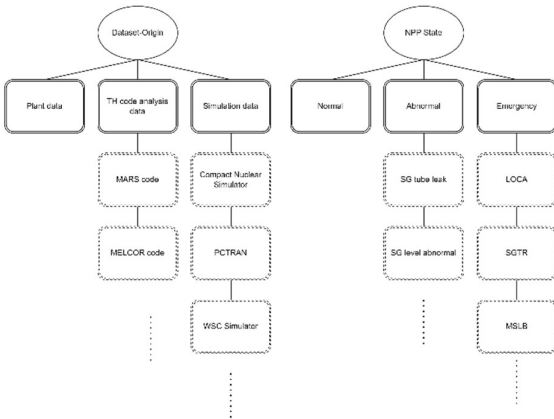 Dataset-Origin
NPP State
Plant data
TH code analysis
data
Simulation data
Normal
Abnormal
Emergency
MARS code
Compact Nuclear
Simulator
SG tube leak
LOCA
MELCOR code
PCTRAN
SG level abnormal
SGTR
WSC Simulator
MSLB